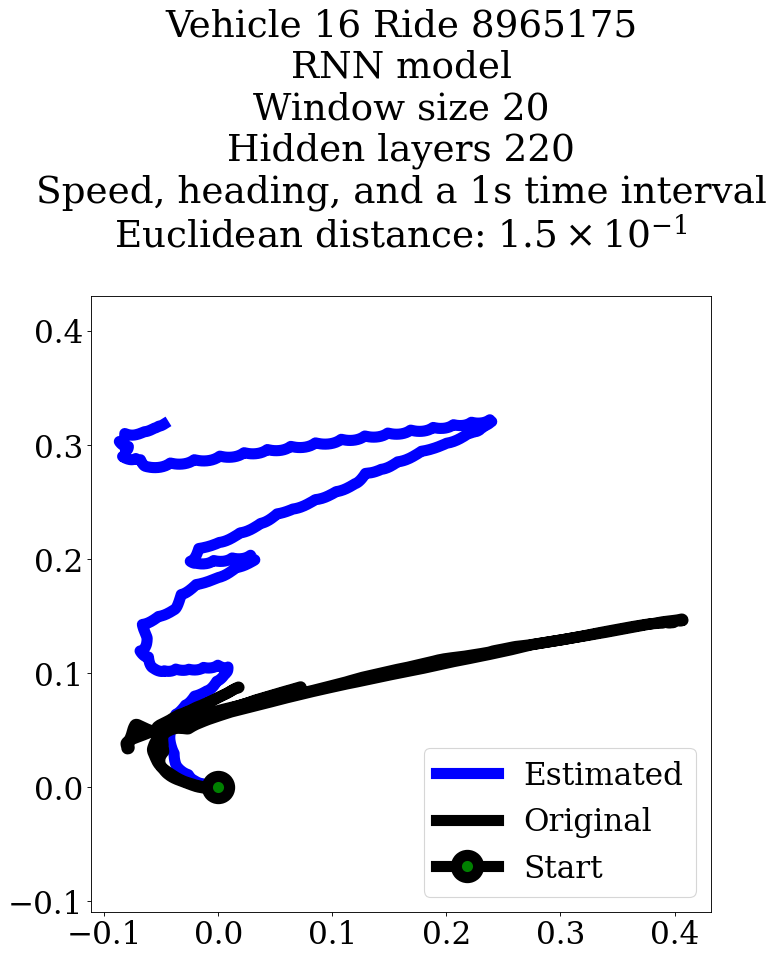 Vehicle 16 Ride 8965175
RNN model
Window size 20
Hidden layers 220
Speed, heading, and a 1s time interval
Euclidean distance: 1.5 × 10⁻¹
0.4
0.3
0.2
0.1
0.0
−0.1
Estimated
Original
Start
−0.1 0.0 0.1 0.2 0.3 0.4